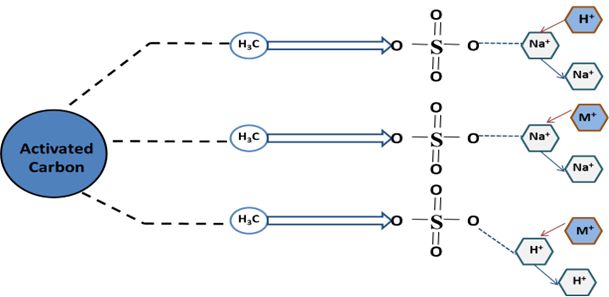 H₃C O O S O O Na⁺ H⁺
Na⁺
Activated
Carbon
H₃C O O S O O Na⁺ M⁺
Na⁺
H₃C O O S O O H⁺ M⁺
H⁺